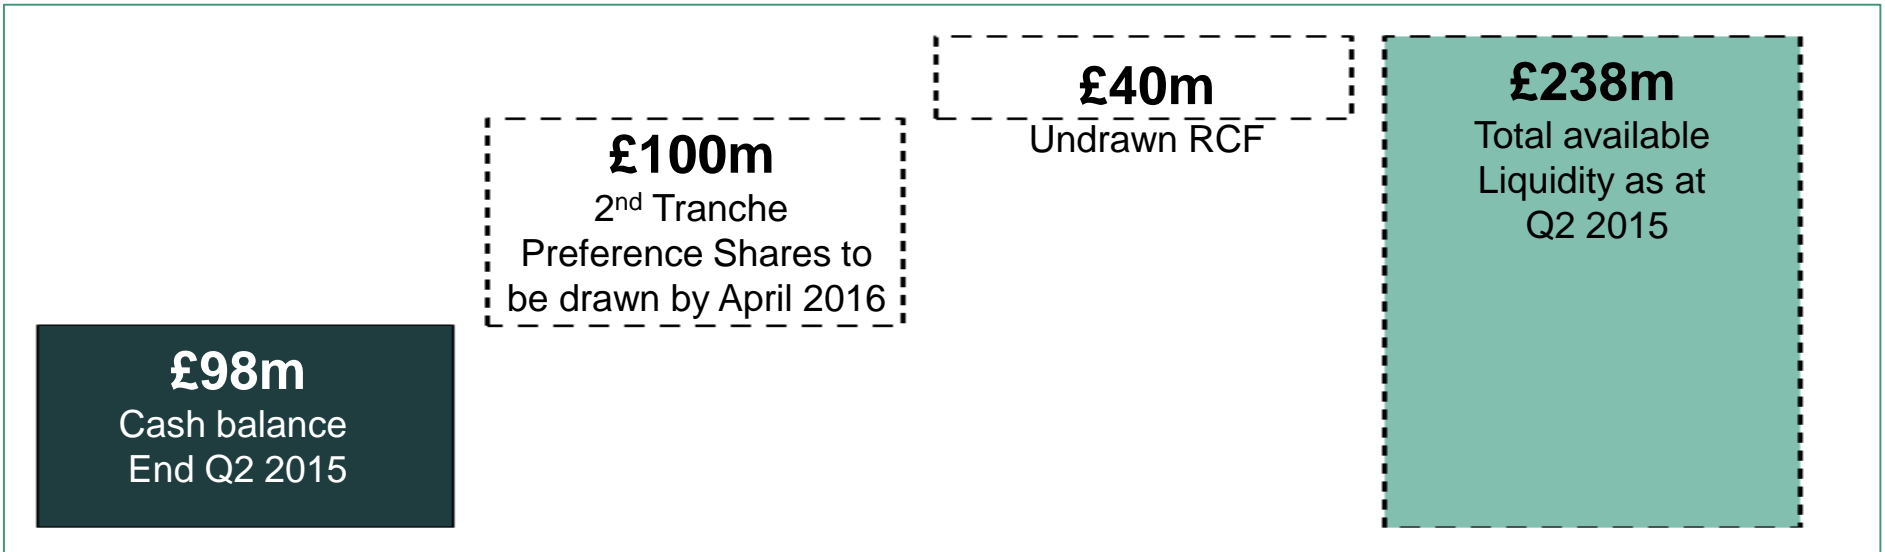 £98m
Cash balance
End Q2 2015
£100m
2nd Tranche
Preference Shares to
be drawn by April 2016
£40m
Undrawn RCF
£238m
Total available
Liquidity as at
Q2 2015